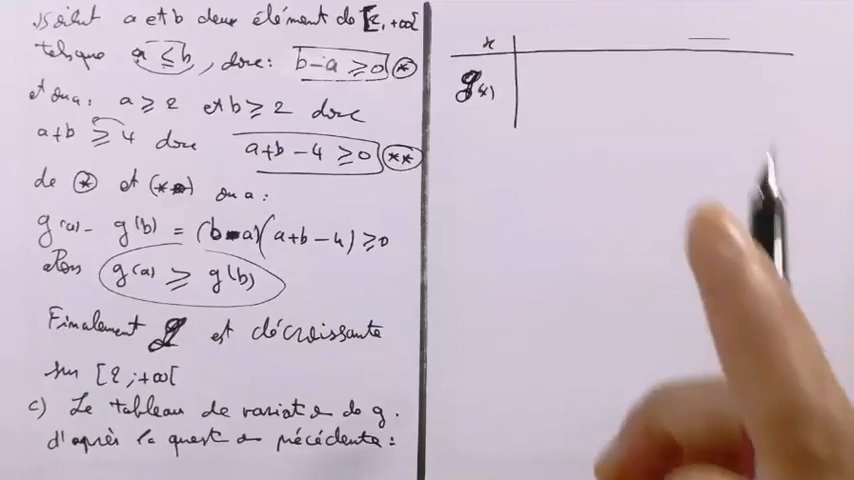 soient a et b deux élément de [2, +∞[
tel que a ≤ b, donc: b-a ≥ 0 (*)
et on a: a ≥ 2 et b ≥ 2 donc
a+b ≥ 4 donc a+b-4 ≥ 0 (**)
de (*) et (**) on a:
g(a) - g(b) = (b-a)(a+b-4) ≥ 0
alors g(a) ≥ g(b)
Finalement g est décroissante
sur [2; +∞[
c) Le tableau de variation de g.
d'après la question précédente:
x
g(x)